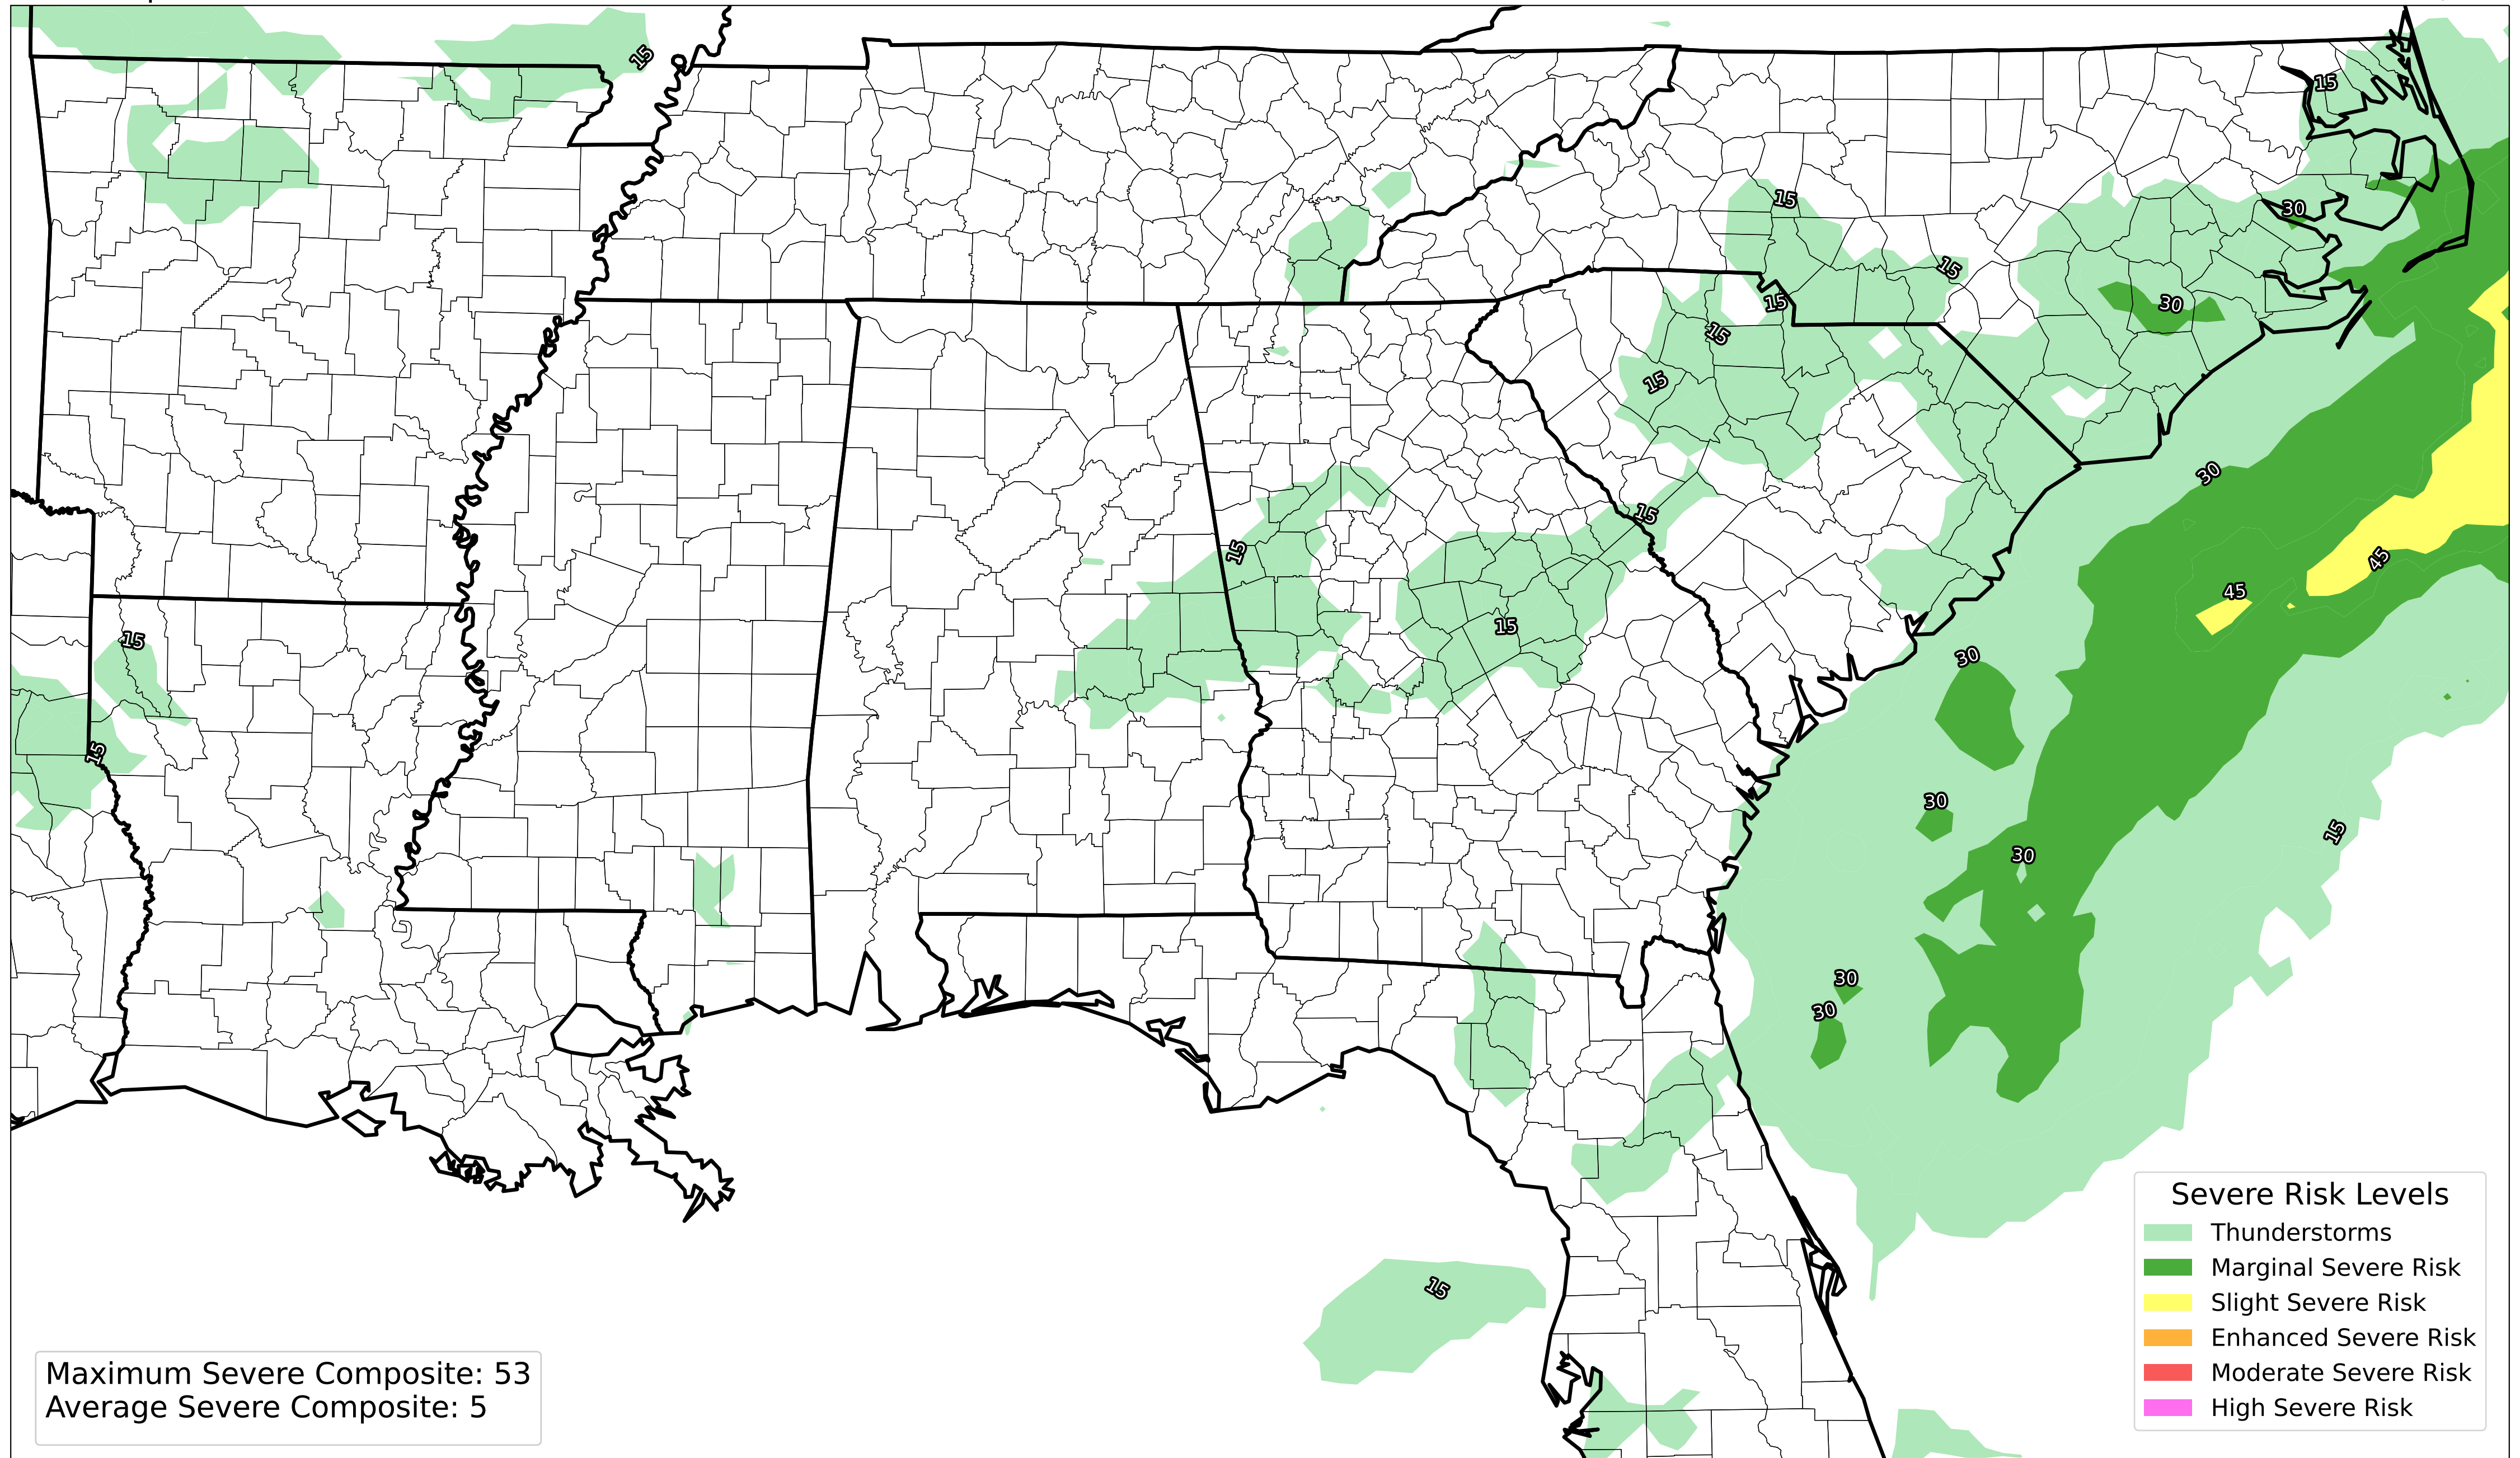 15
15
15
30
15
30
15
15
15
30
15
15
15
45
45
15
15
30
15
30
15
30
30
30
15
Severe Risk Levels
Thunderstorms
Marginal Severe Risk
Slight Severe Risk
Enhanced Severe Risk
Moderate Severe Risk
High Severe Risk
Maximum Severe Composite: 53
Average Severe Composite: 5